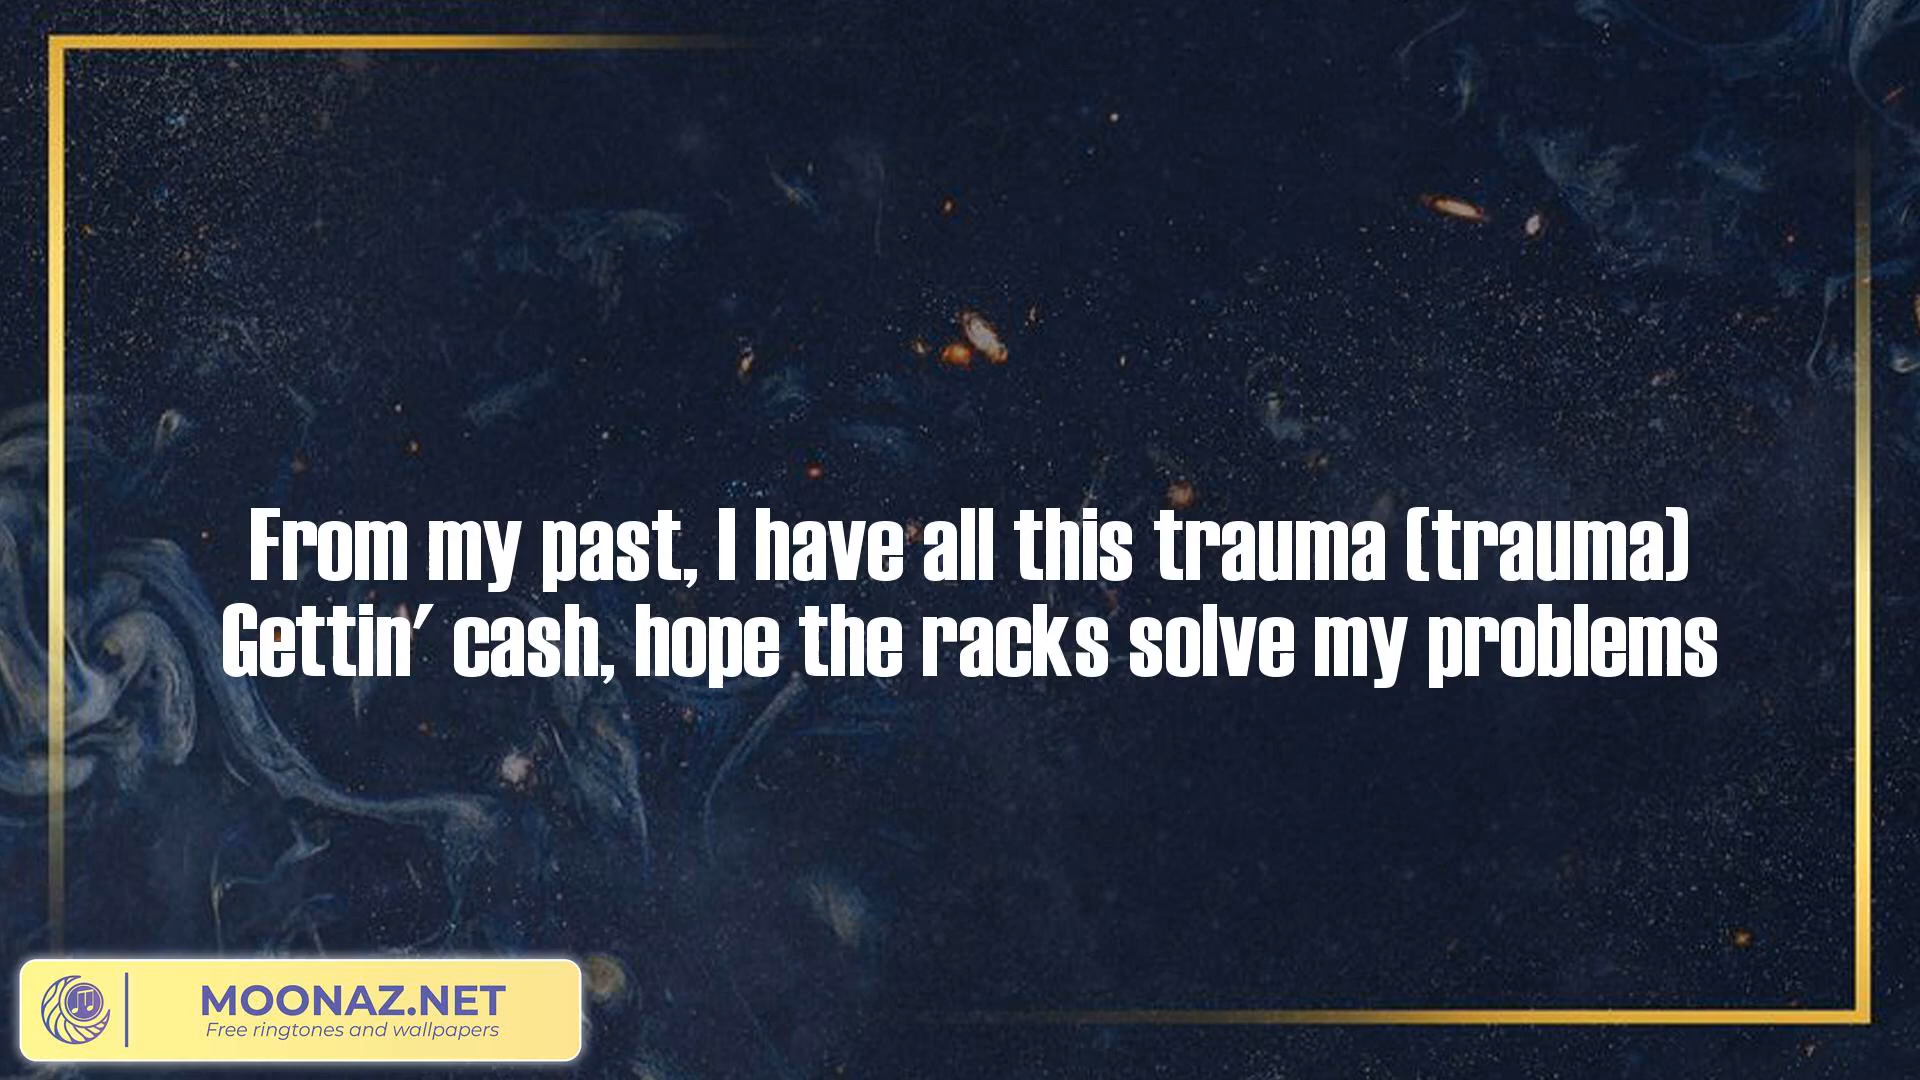 From my past, I have all this trauma (trauma)
Gettin' cash, hope the racks solve my problems
MOONAZ.NET
Free ringtones and wallpapers